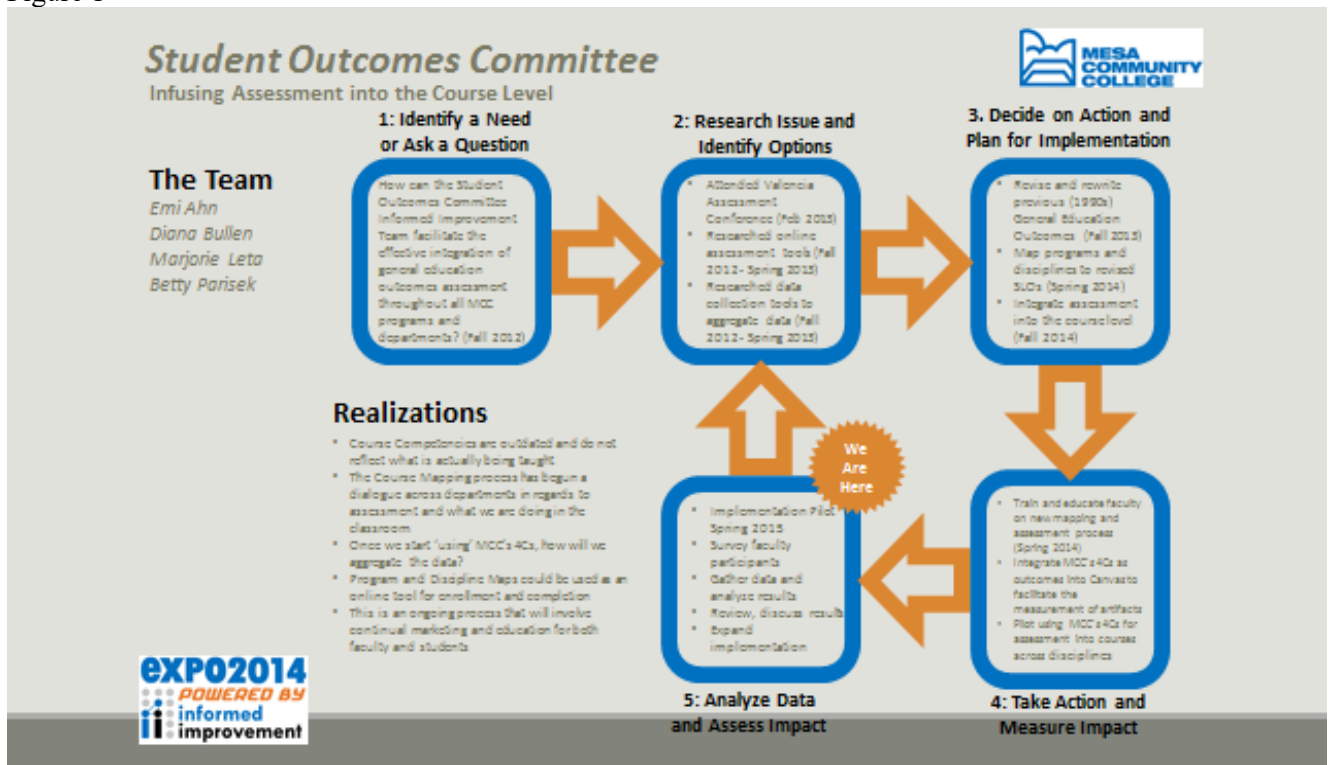 Student Outcomes Committee
Infusing Assessment into the Course Level
MESA
COMMUNITY
COLLEGE
The Team
Emi Ahn
Diana Bullen
Marjorie Leta
Betty Parisek
1: Identify a Need
or Ask a Question
How can the Student
Outcomes Committee
Informed Improvement
Team facilitate the
effective integration of
general education
outcomes assessment
throughout all MCC
programs and
departments? (Fall 2012)
2: Research Issue and
Identify Options
• Attended Valencia
Assessment
Conference (Feb 2013)
• Researched online
assessment tools (Fall
2012- Spring 2013)
• Researched data
collection tools to
aggregate data (Fall
2012- Spring 2013)
3. Decide on Action and
Plan for Implementation
• Revise and rewrite
previous (1990s)
General Education
Outcomes (Fall 2013)
• Map programs and
disciplines to revised
SLOs (Spring 2014)
• Integrate assessment
into the course level
(Fall 2014)
Realizations
• Course Competencies are outdated and do not
reflect what is actually being taught
• The Course Mapping process has begun a
dialogue across departments in regards to
assessment and what we are doing in the
classroom
• Once we start 'using' MCC's 4Cs, how will we
aggregate the data?
• Program and Discipline Maps could be used as an
online tool for enrollment and completion
• This is an ongoing process that will involve
continual marketing and education for both
faculty and students
We
Are
Here
• Implementation Pilot
Spring 2015
• Survey faculty
participants
• Gather data and
analyze results
• Review, discuss results
• Expand
implementation
5: Analyze Data
and Assess Impact
• Train and educate faculty
on new mapping and
assessment process
(Spring 2014)
• Integrate MCC's 4Cs as
outcomes into Canvas to
facilitate the
measurement of artifacts
• Pilot using MCC's 4Cs for
assessment into courses
across disciplines
4: Take Action and
Measure Impact
eXPO2014
POWERED BY
informed
improvement